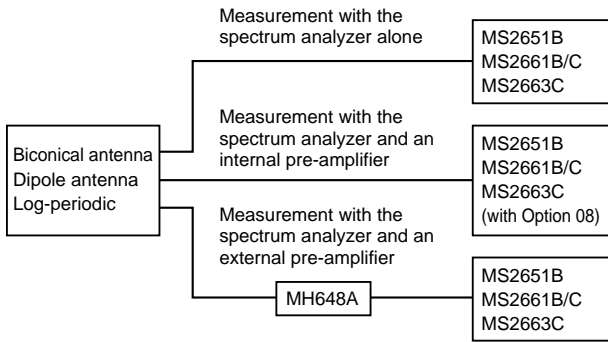 Measurement with the
spectrum analyzer alone
MS2651B
MS2661B/C
MS2663C
Biconical antenna
Dipole antenna
Log-periodic
Measurement with the
spectrum analyzer and an
internal pre-amplifier
MS2651B
MS2661B/C
MS2663C
(with Option 08)
Measurement with the
spectrum analyzer and an
external pre-amplifier
MH648A
MS2651B
MS2661B/C
MS2663C